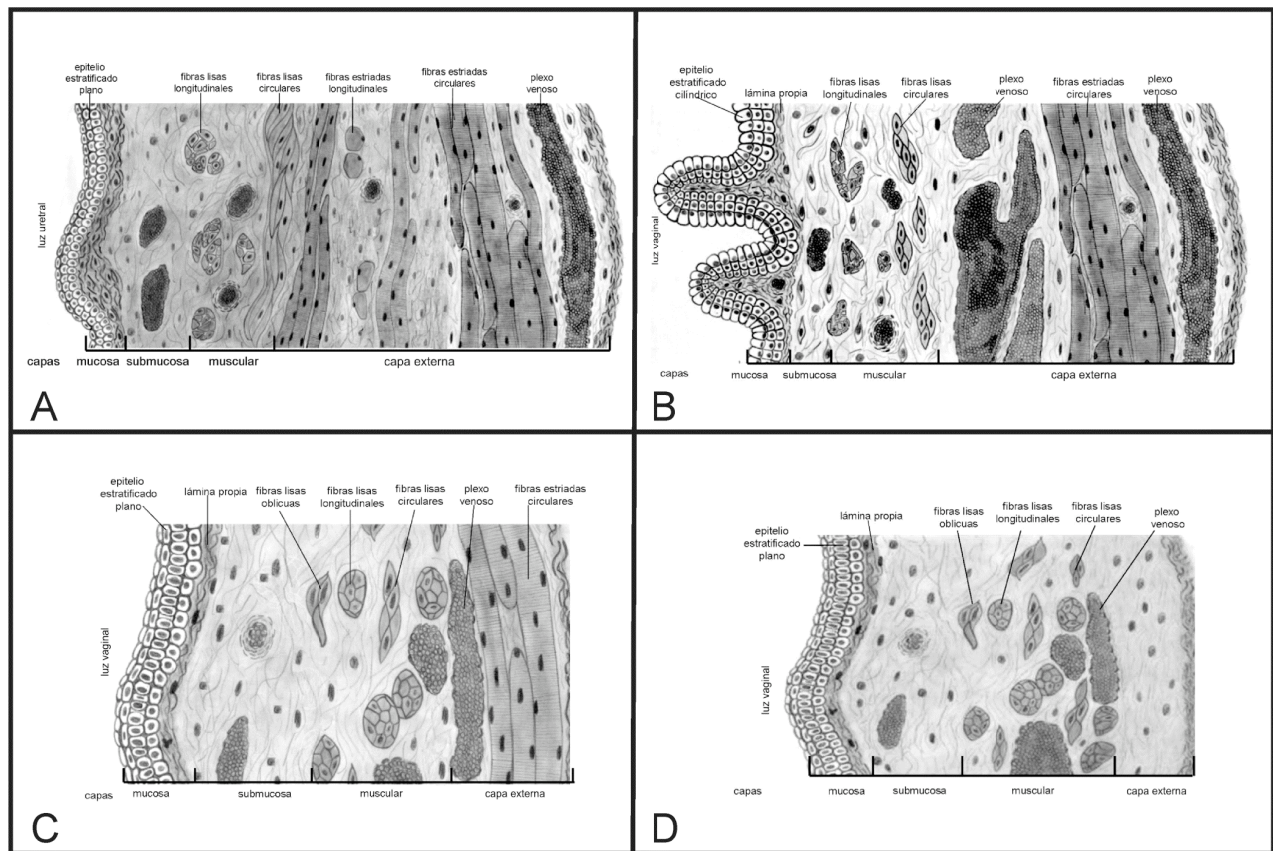 epitelio
estratificado
plano
fibras lisas
longitudinales
fibras lisas
circulares
fibras estriadas
longitudinales
fibras estriadas
circulares
plexo
venoso
luz uretral
capas mucosa submucosa muscular capa externa
A
epitelio
estratificado
cilíndrico
lámina propia
fibras lisas
longitudinales
fibras lisas
circulares
plexo
venoso
fibras estriadas
circulares
plexo
venoso
luz vaginal
capas mucosa submucosa muscular capa externa
B
epitelio
estratificado
plano
lámina propia
fibras lisas
oblicuas
fibras lisas
longitudinales
fibras lisas
circulares
plexo
venoso
fibras estriadas
circulares
luz vaginal
capas mucosa submucosa muscular capa externa
C
epitelio
estratificado
plano
lámina propia
fibras lisas
oblicuas
fibras lisas
longitudinales
fibras lisas
circulares
plexo
venoso
luz vaginal
capas mucosa submucosa muscular capa externa
D